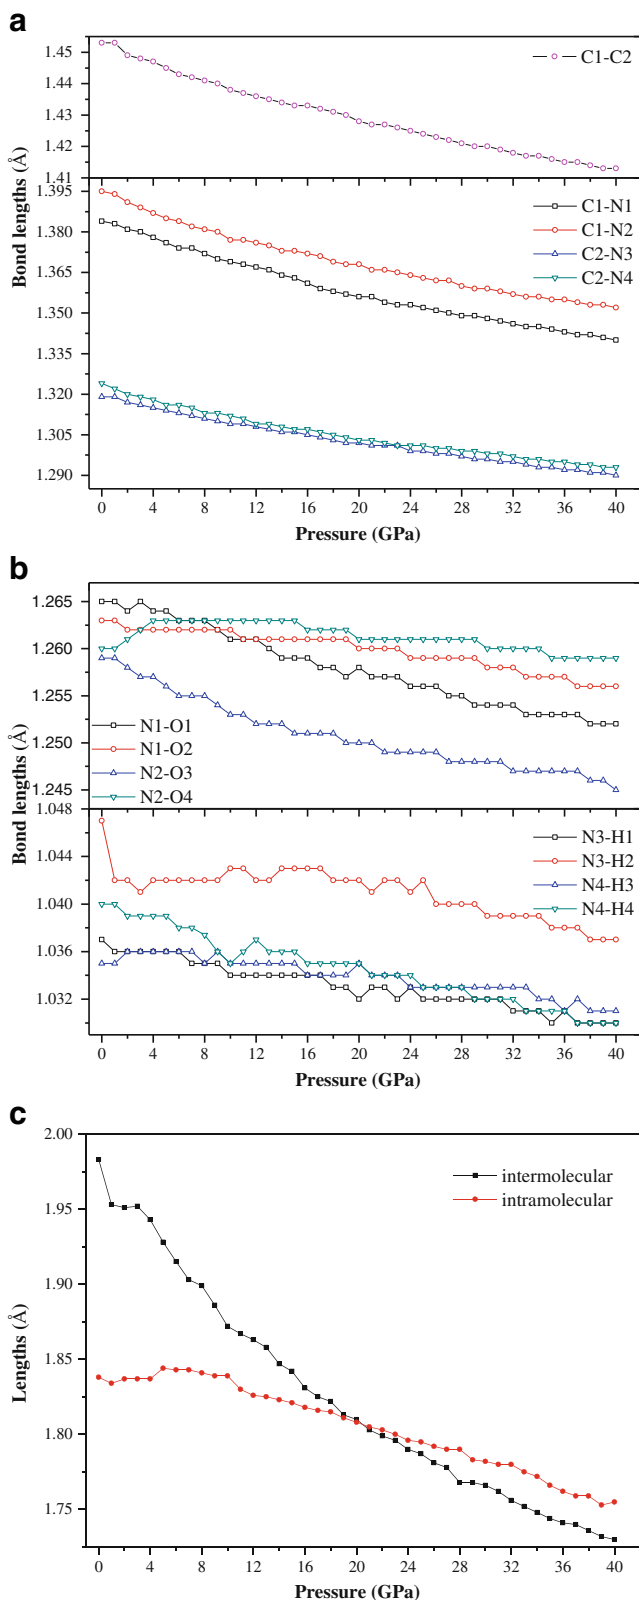 a
1.45
1.44
1.43
1.42
1.41
C1-C2
Bond lengths (Å)
1.395
1.380
1.365
1.350
1.335
1.320
1.305
1.290
C1-N1
C1-N2
C2-N3
C2-N4
0 4 8 12 16 20 24 28 32 36 40
Pressure (GPa)
b
1.265
1.260
1.255
1.250
1.245
N1-O1
N1-O2
N2-O3
N2-O4
Bond lengths (Å)
1.048
1.044
1.040
1.036
1.032
N3-H1
N3-H2
N4-H3
N4-H4
0 4 8 12 16 20 24 28 32 36 40
Pressure (GPa)
c
2.00
1.95
1.90
1.85
1.80
1.75
intermolecular
intramolecular
Lengths (Å)
0 4 8 12 16 20 24 28 32 36 40
Pressure (GPa)